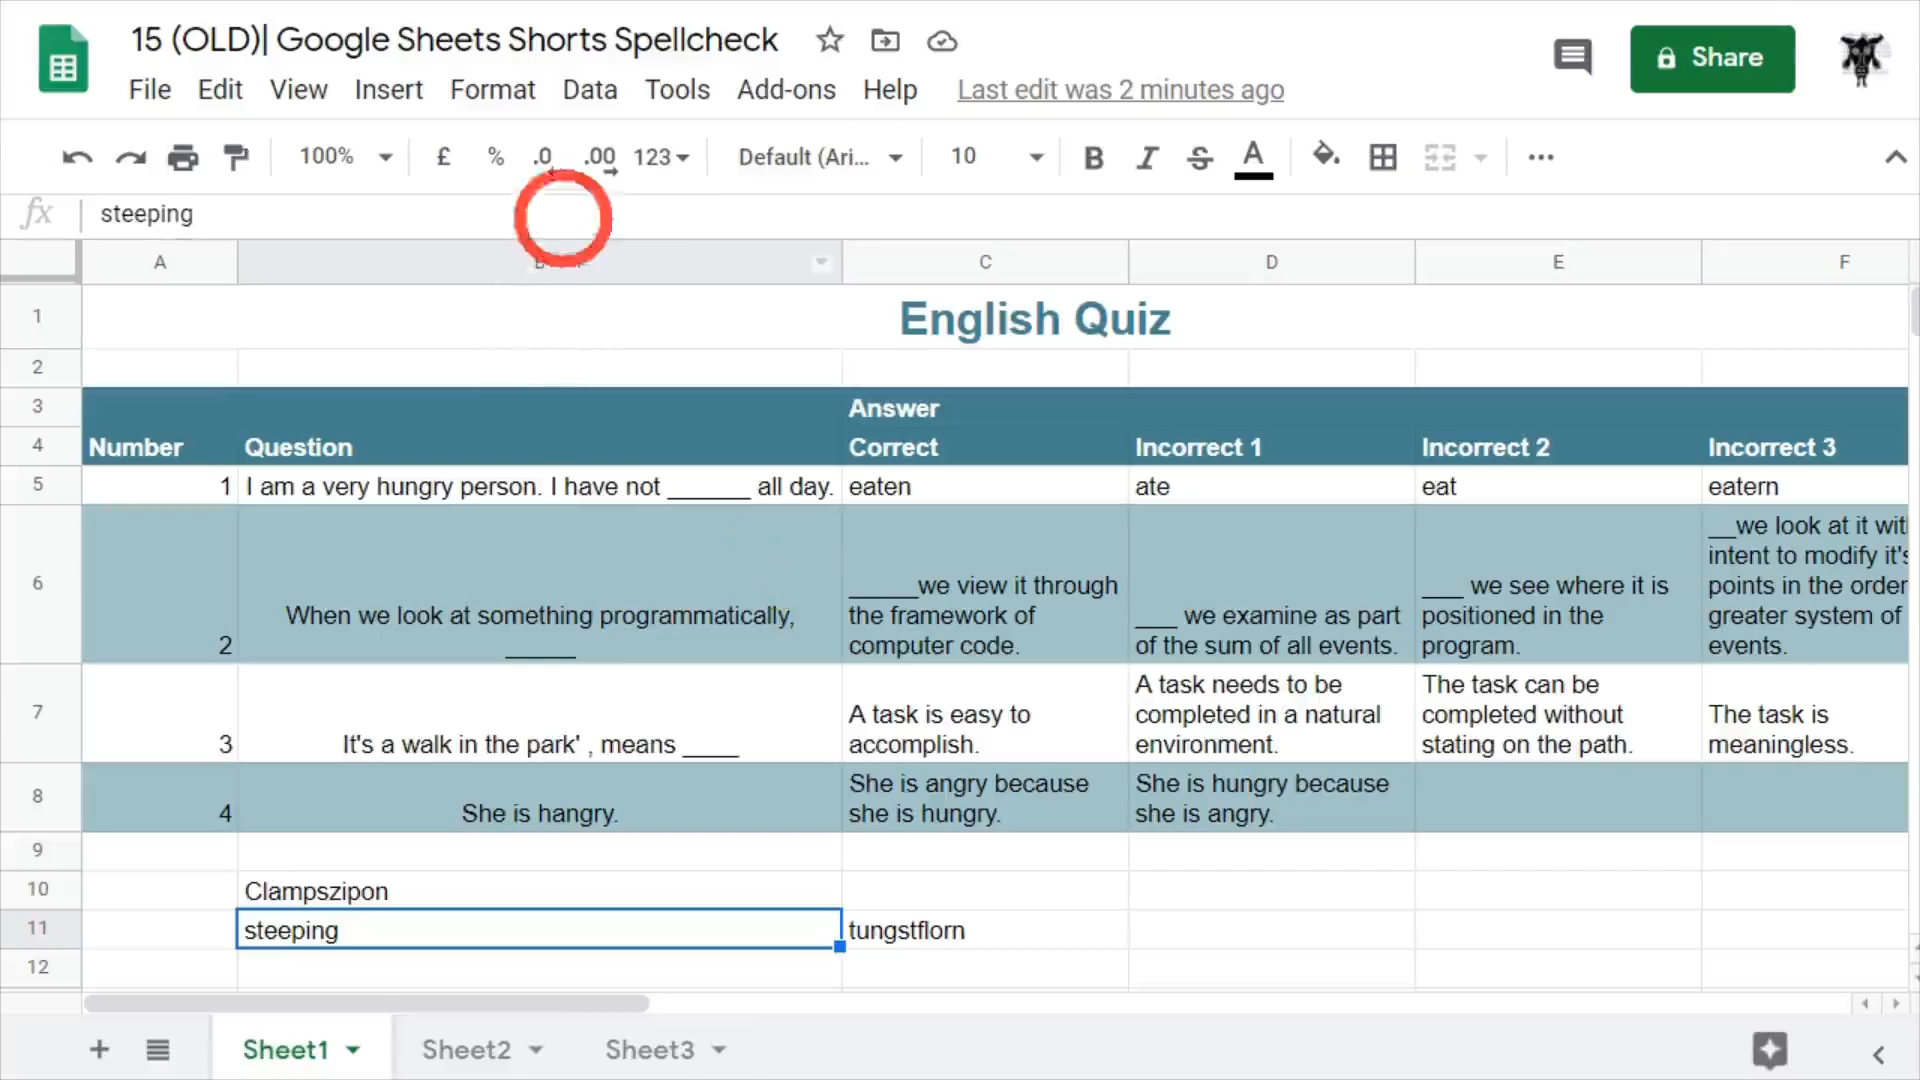 15 (OLD)| Google Sheets Shorts Spellcheck
Share
File Edit View Insert Format Data Tools Add-ons Help Last edit was 2 minutes ago
100% £ % .0 .00 123 Default (Ari... 10 B I S A ...
fx steeping
A C D E F
1 English Quiz
2
3 Answer
4 Number Question Correct Incorrect 1 Incorrect 2 Incorrect 3
5 1 I am a very hungry person. I have not ______ all day. eaten ate eat eatern
6 2 When we look at something programmatically,
_____
_____we view it through
the framework of
computer code.
___ we examine as part
of the sum of all events.
___ we see where it is
positioned in the
program.
__we look at it
intent to modify it's
points in the order
greater system of
events.
7 3 It's a walk in the park' , means ____
A task is easy to
accomplish.
A task needs to be
completed in a natural
environment.
The task can be
completed without
stating on the path.
The task is
meaningless.
8 4 She is hangry.
She is angry because
she is hungry.
She is hungry because
she is angry.
9
10 Clampszipon
11 steeping tungstflorn
12
+ Sheet1 Sheet2 Sheet3